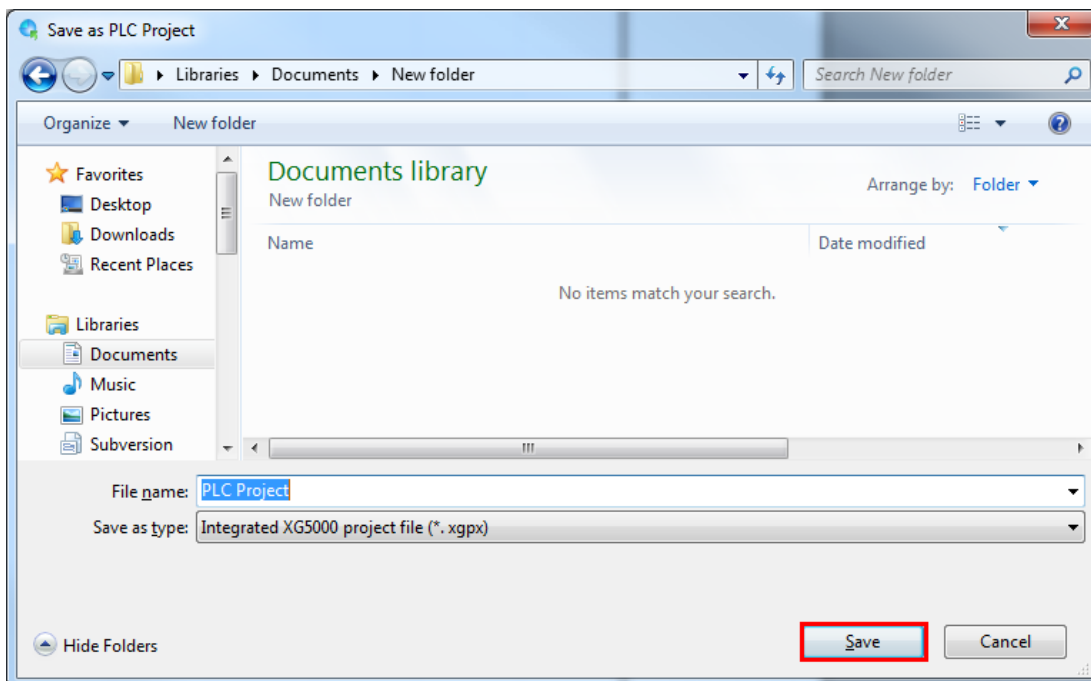 Save as PLC Project
Libraries Documents New folder
Search New folder
Organize New folder
Favorites
Desktop
Downloads
Recent Places
Libraries
Documents
Music
Pictures
Subversion
Documents library
New folder
Arrange by: Folder
Name Date modified
No items match your search.
File name: PLC Project
Save as type: Integrated XG5000 project file (*. xgpx)
Hide Folders
Save Cancel